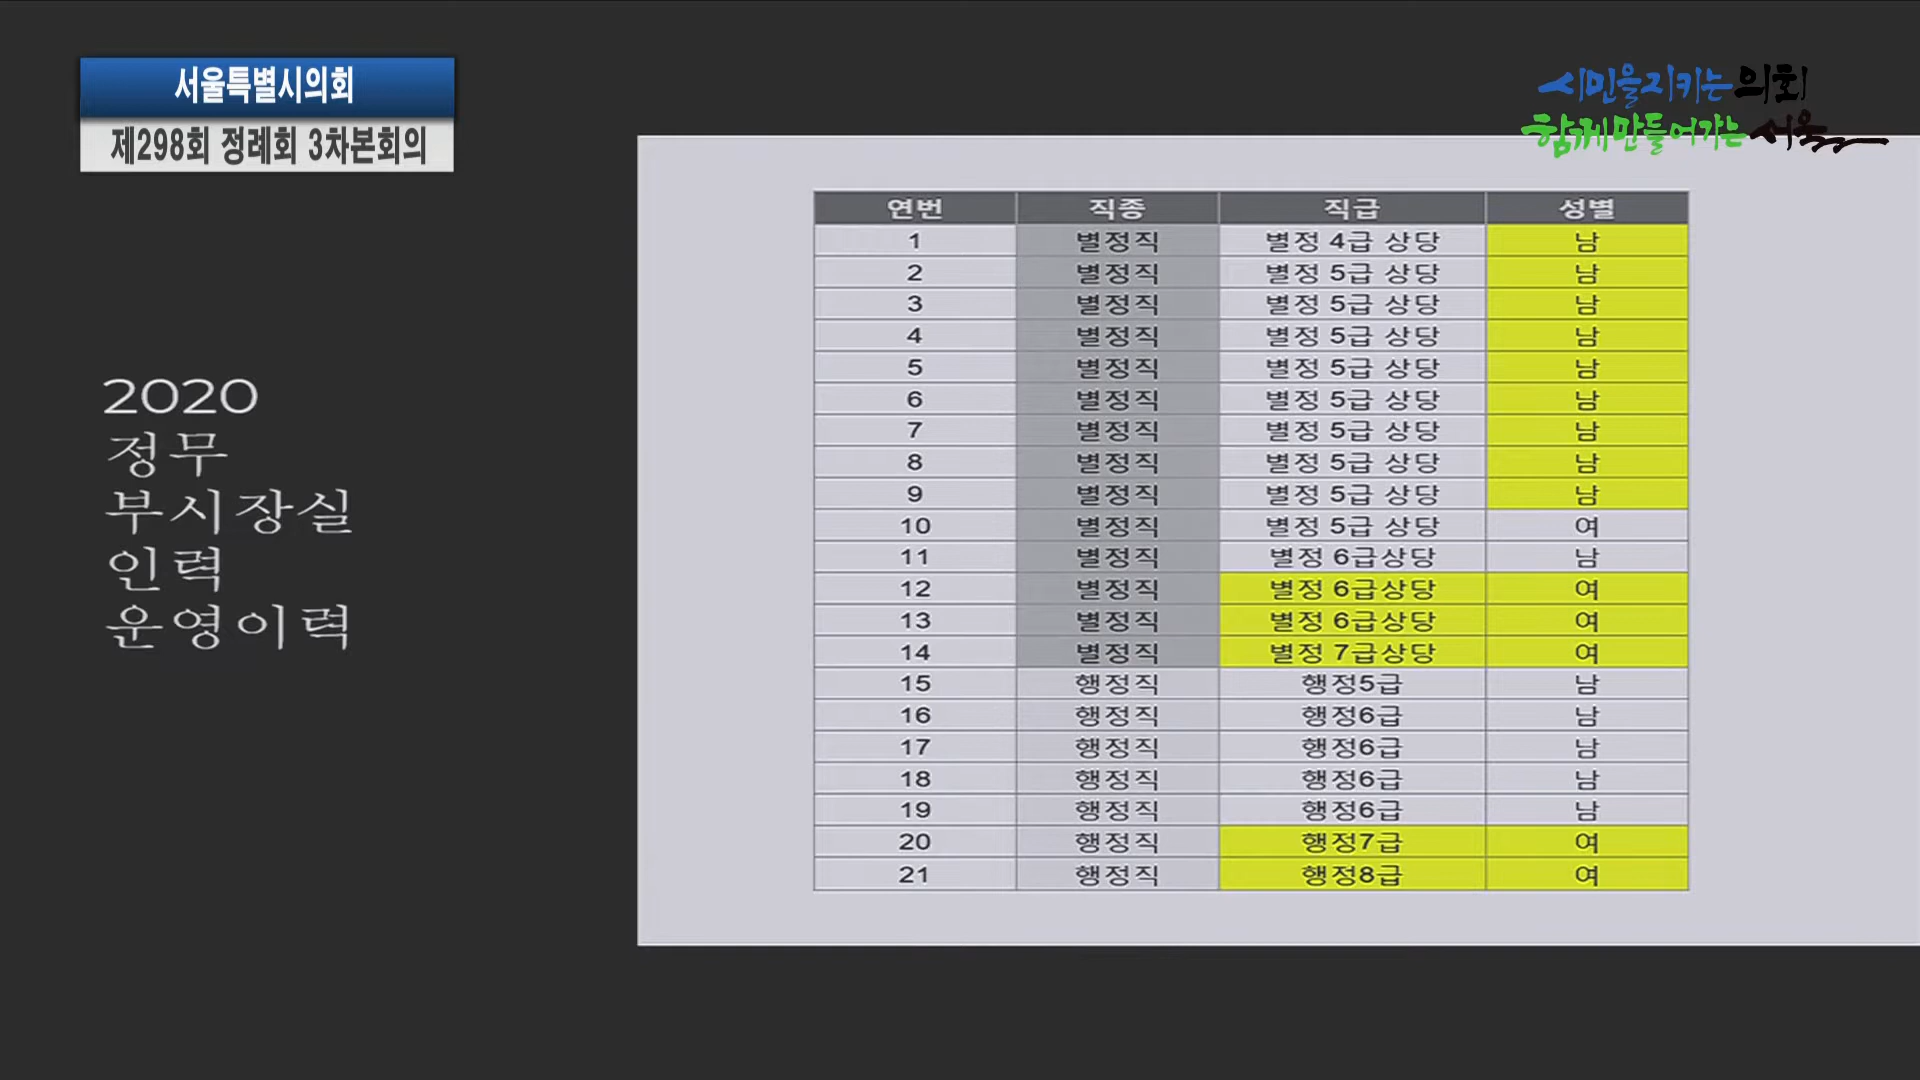 서울특별시의회
제298회 정례회 3차본회의
시민을지키는 의회
함께만들어가는 서울
2020
정무
부시장실
인력
운영이력
연번 직종 직급 성별
1 별정직 별정 4급 상당 남
2 별정직 별정 5급 상당 남
3 별정직 별정 5급 상당 남
4 별정직 별정 5급 상당 남
5 별정직 별정 5급 상당 남
6 별정직 별정 5급 상당 남
7 별정직 별정 5급 상당 남
8 별정직 별정 5급 상당 남
9 별정직 별정 5급 상당 남
10 별정직 별정 5급 상당 여
11 별정직 별정 6급상당 남
12 별정직 별정 6급상당 여
13 별정직 별정 6급상당 여
14 별정직 별정 7급상당 여
15 행정직 행정5급 남
16 행정직 행정6급 남
17 행정직 행정6급 남
18 행정직 행정6급 남
19 행정직 행정6급 남
20 행정직 행정7급 여
21 행정직 행정8급 여